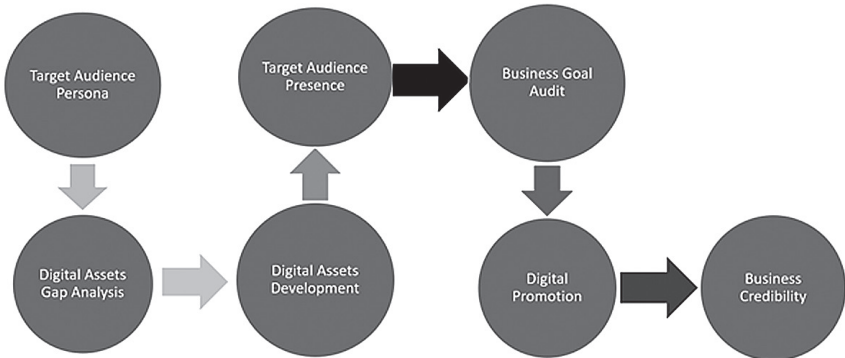 Target Audience
Persona
Digital Assets
Gap Analysis
Digital Assets
Development
Target Audience
Presence
Business Goal
Audit
Digital
Promotion
Business
Credibility